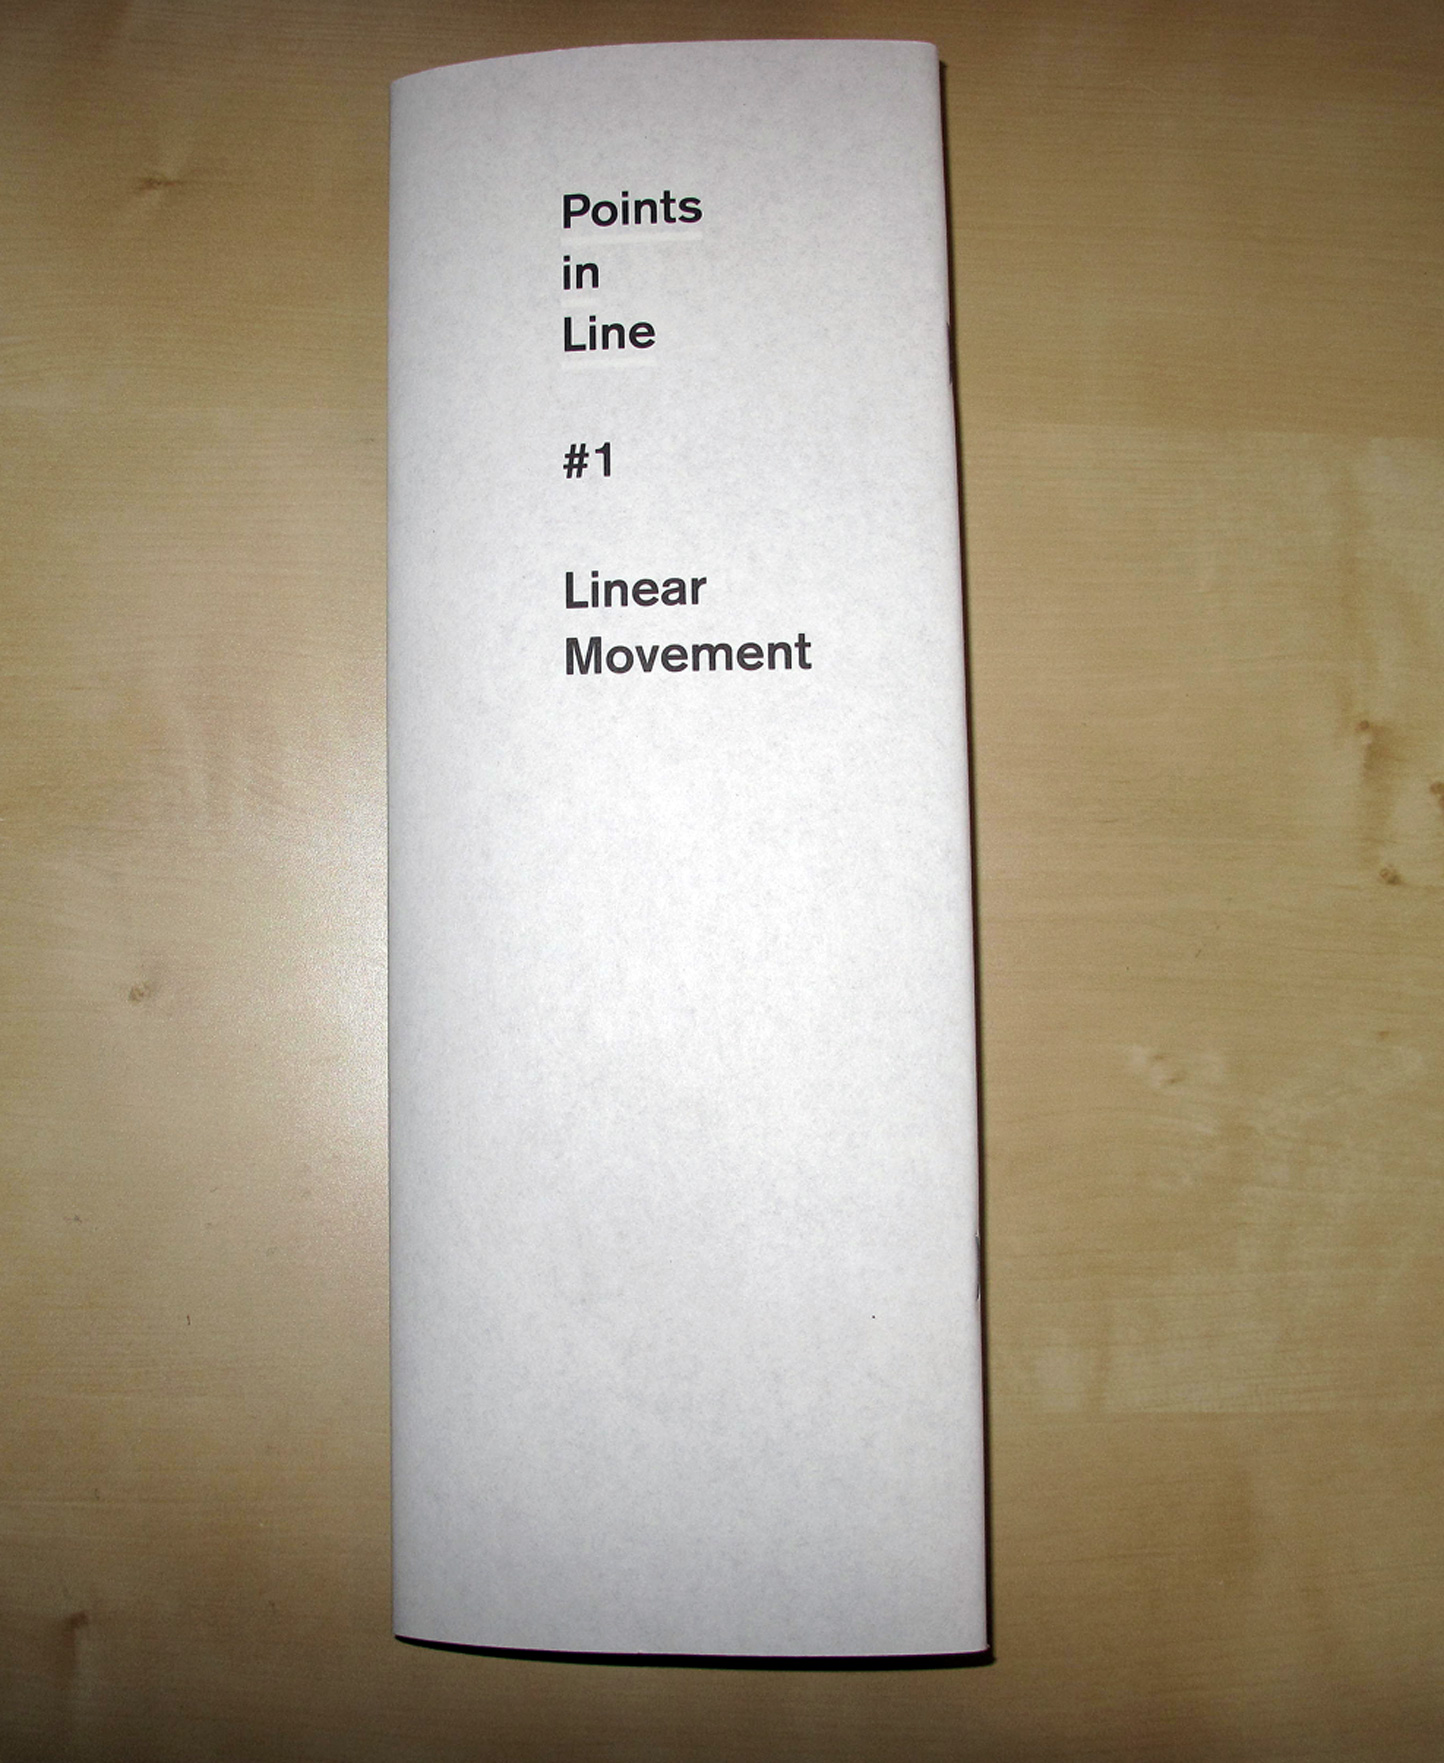 Points
in
Line
#1
Linear
Movement